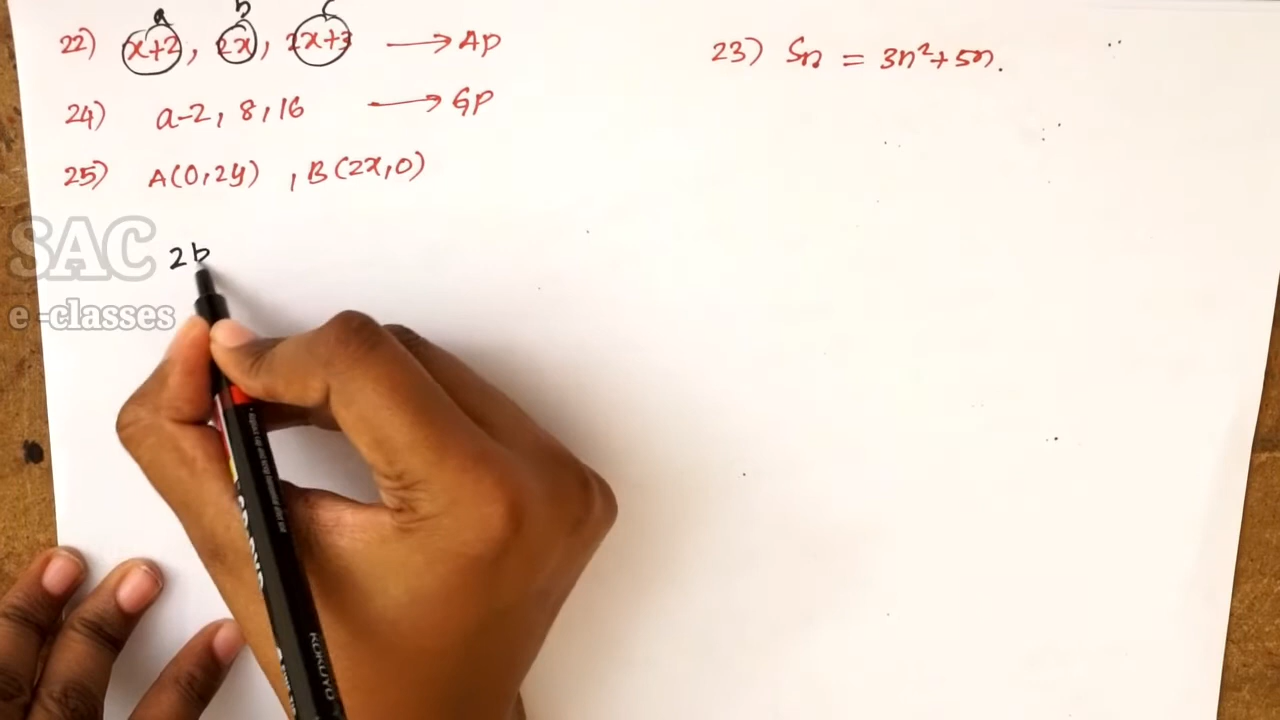 a b c
22) x+2, 2x, 2x+3 → AP
23) Sn = 3n²+5n.
24) a-2, 8, 16 → GP
25) A(0,2y) , B(2x,0)
SAC
e-classes
2b
KOKUYO